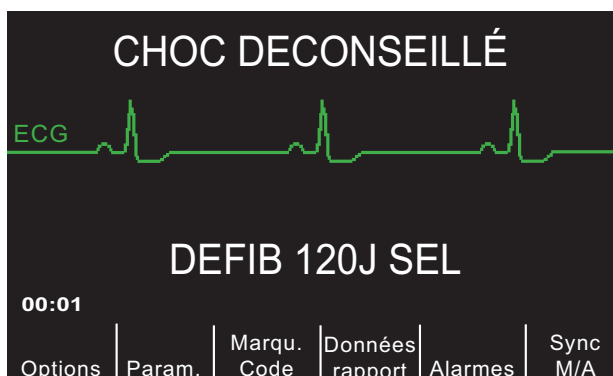 CHOC DECONSEILLÉ
ECG
DEFIB 120J SEL
00:01
Options
Param.
Marqu.
Code
Données
rapport
Alarmes
Sync
M/A